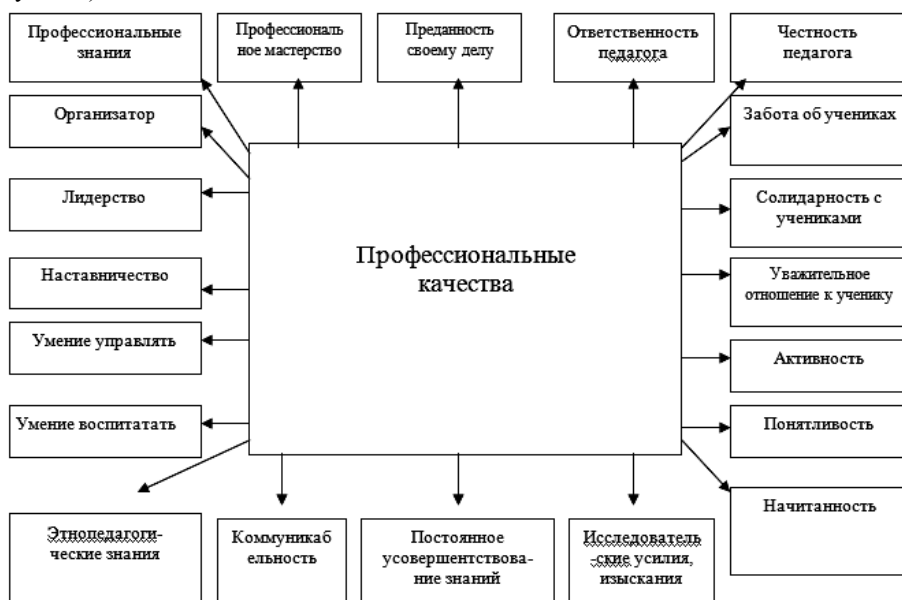 Профессиональные
знания
Профессиональ
ное мастерство
Преданность
своему делу
Ответственность
педагога
Честность
педагога
Организатор
Забота об учениках
Лидерство
Солидарность с
учениками
Профессиональные
качества
Наставничество
Уважительное
отношение к ученику
Умение управлять
Активность
Умение воспитатать
Понятливость
Начитанность
Этнопедагоги-
ческие знания
Коммуникаб
ельность
Постоянное
усовершентствова-
ние знаний
Исследователь
-ские усилия,
изыскания